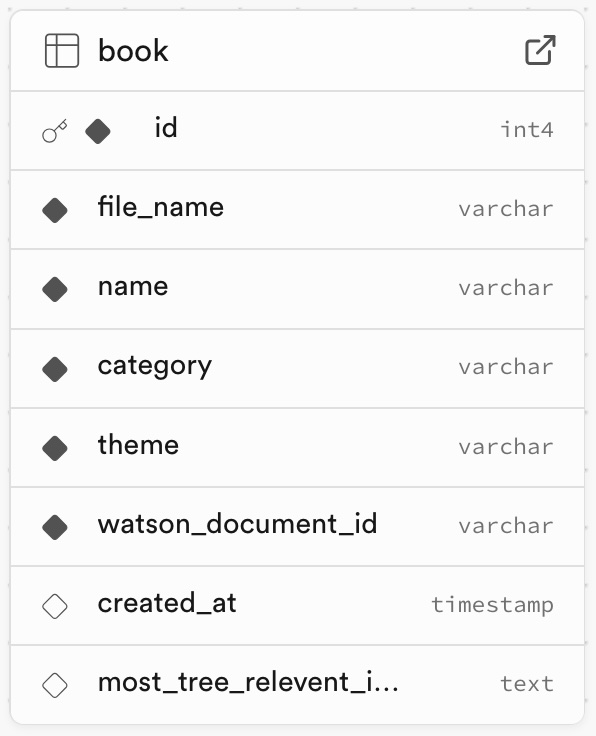 book
id int4
file_name varchar
name varchar
category varchar
theme varchar
watson_document_id varchar
created_at timestamp
most_tree_relevent_i... text